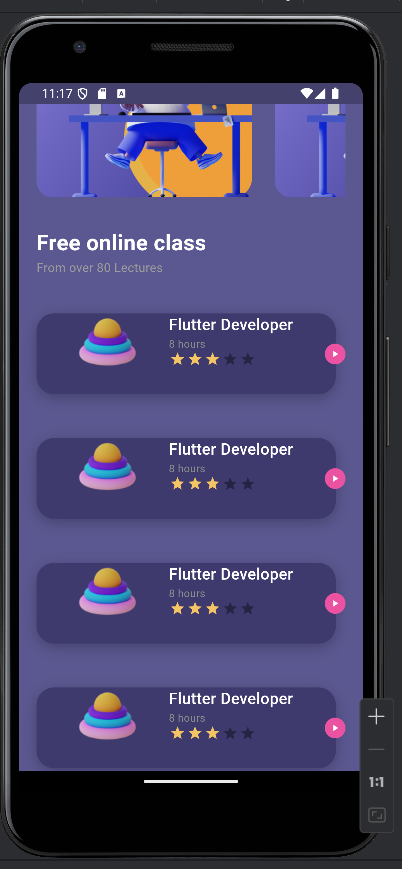 11:17 A
Free online class
From over 80 Lectures
Flutter Developer
8 hours
Flutter Developer
8 hours
Flutter Developer
8 hours
Flutter Developer
8 hours
1:1